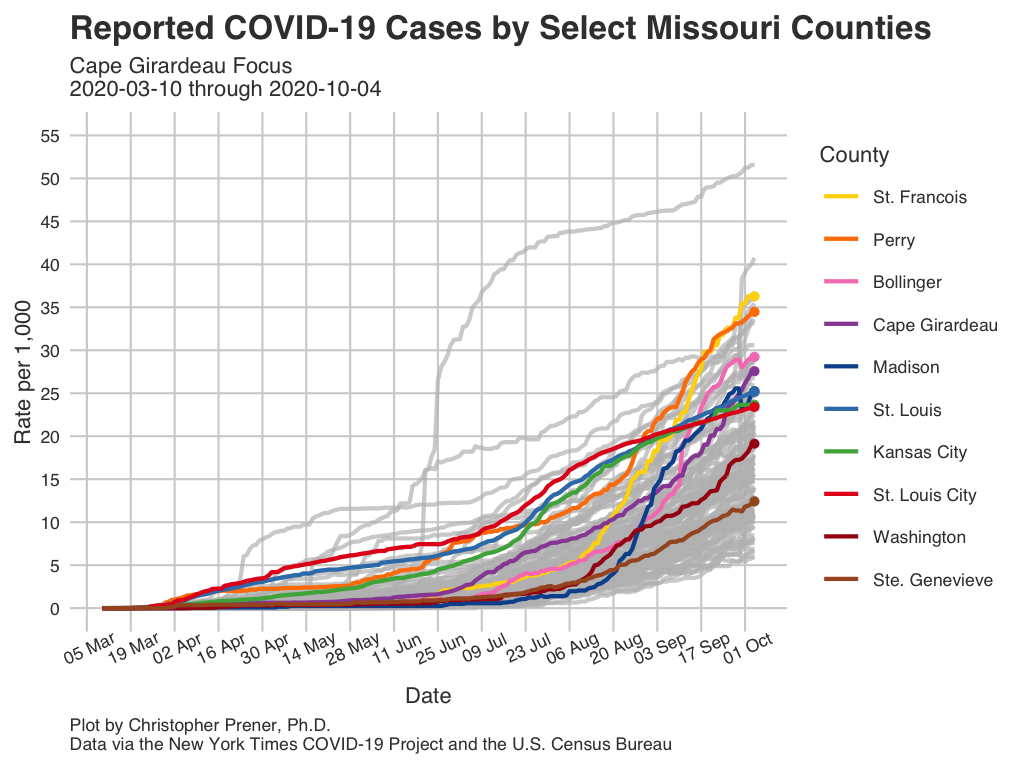 Reported COVID-19 Cases by Select Missouri Counties
Cape Girardeau Focus
2020-03-10 through 2020-10-04
55
50
45
40
35
30
25
20
15
10
5
0
Rate per 1,000
05 Mar
19 Mar
02 Apr
16 Apr
30 Apr
14 May
28 May
11 Jun
25 Jun
09 Jul
23 Jul
06 Aug
20 Aug
03 Sep
17 Sep
01 Oct
Date
County
St. Francois
Perry
Bollinger
Cape Girardeau
Madison
St. Louis
Kansas City
St. Louis City
Washington
Ste. Genevieve
Plot by Christopher Prener, Ph.D.
Data via the New York Times COVID-19 Project and the U.S. Census Bureau